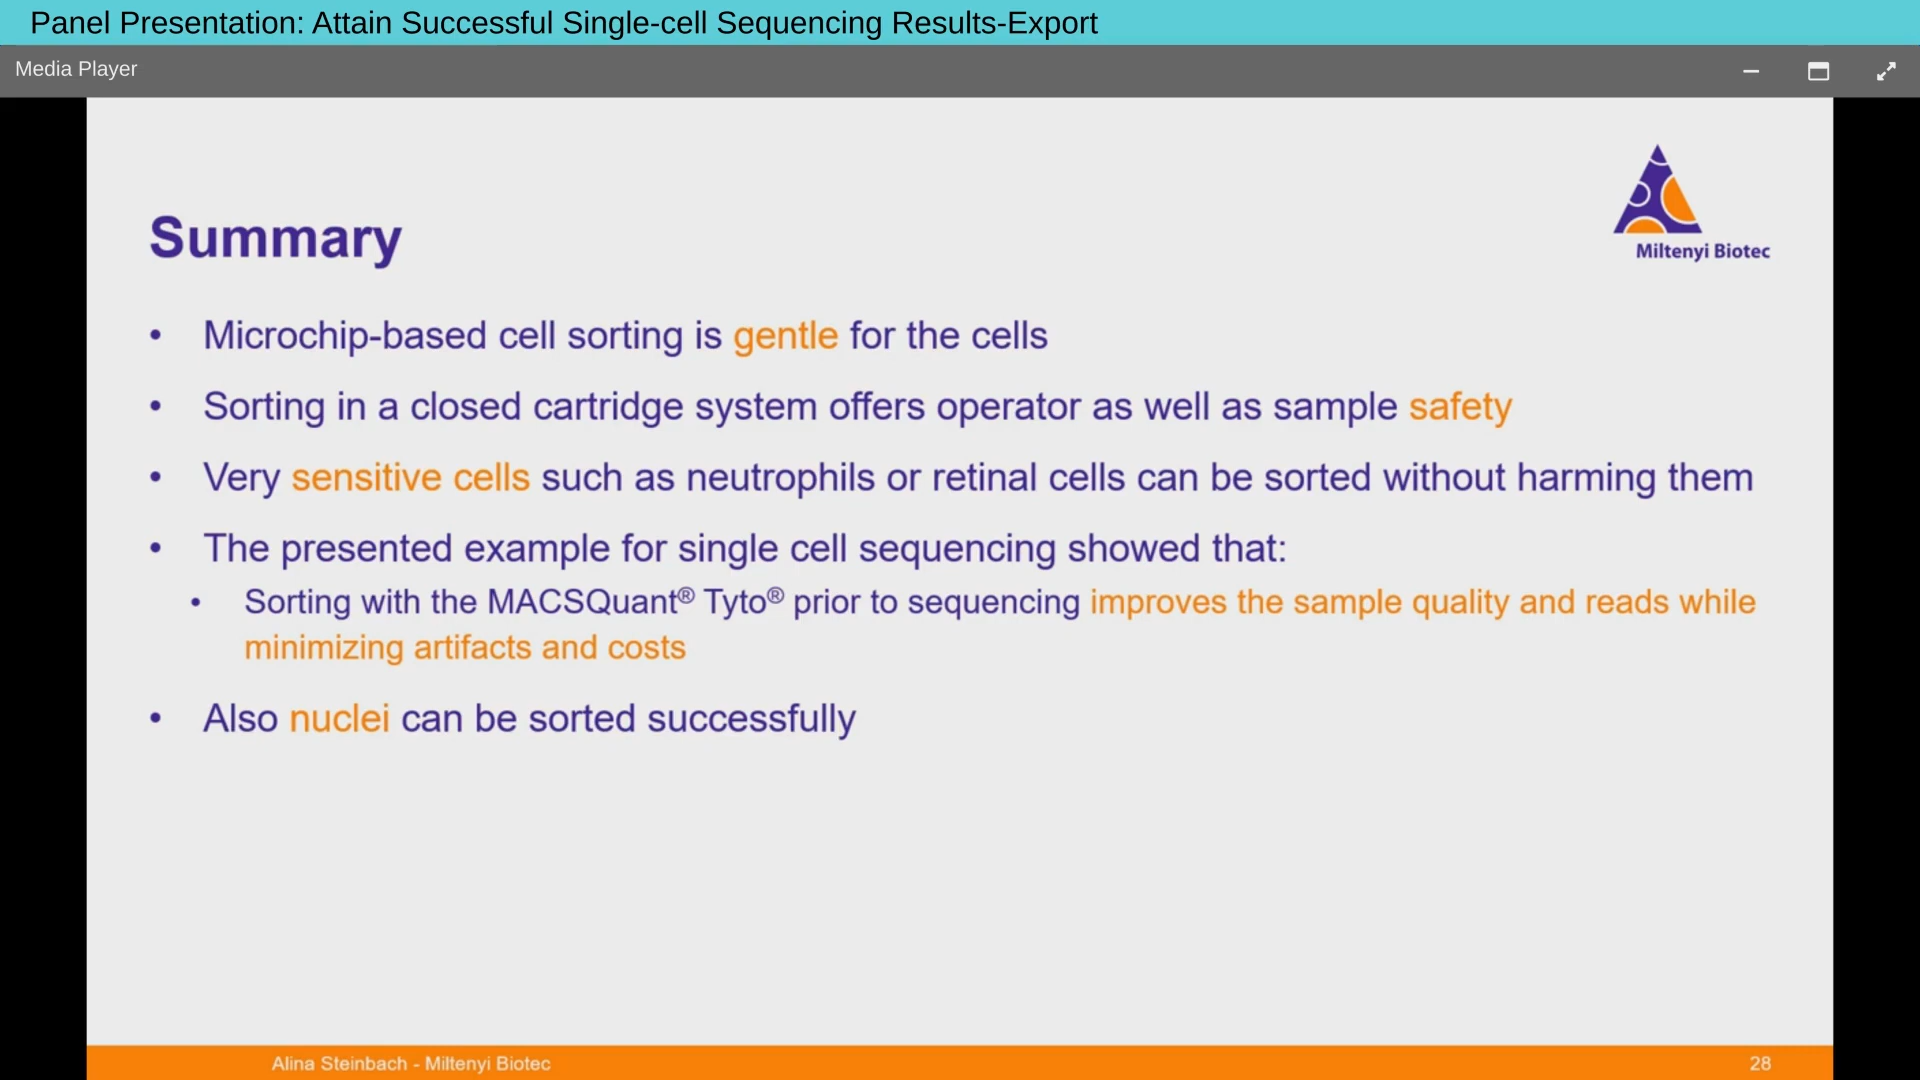 Panel Presentation: Attain Successful Single-cell Sequencing Results-Export
Media Player
Miltenyi Biotec
Summary
• Microchip-based cell sorting is gentle for the cells
• Sorting in a closed cartridge system offers operator as well as sample safety
• Very sensitive cells such as neutrophils or retinal cells can be sorted without harming them
• The presented example for single cell sequencing showed that:
• Sorting with the MACSQuant® Tyto® prior to sequencing improves the sample quality and reads while
minimizing artifacts and costs
• Also nuclei can be sorted successfully
Alina Steinbach - Miltenyi Biotec
28